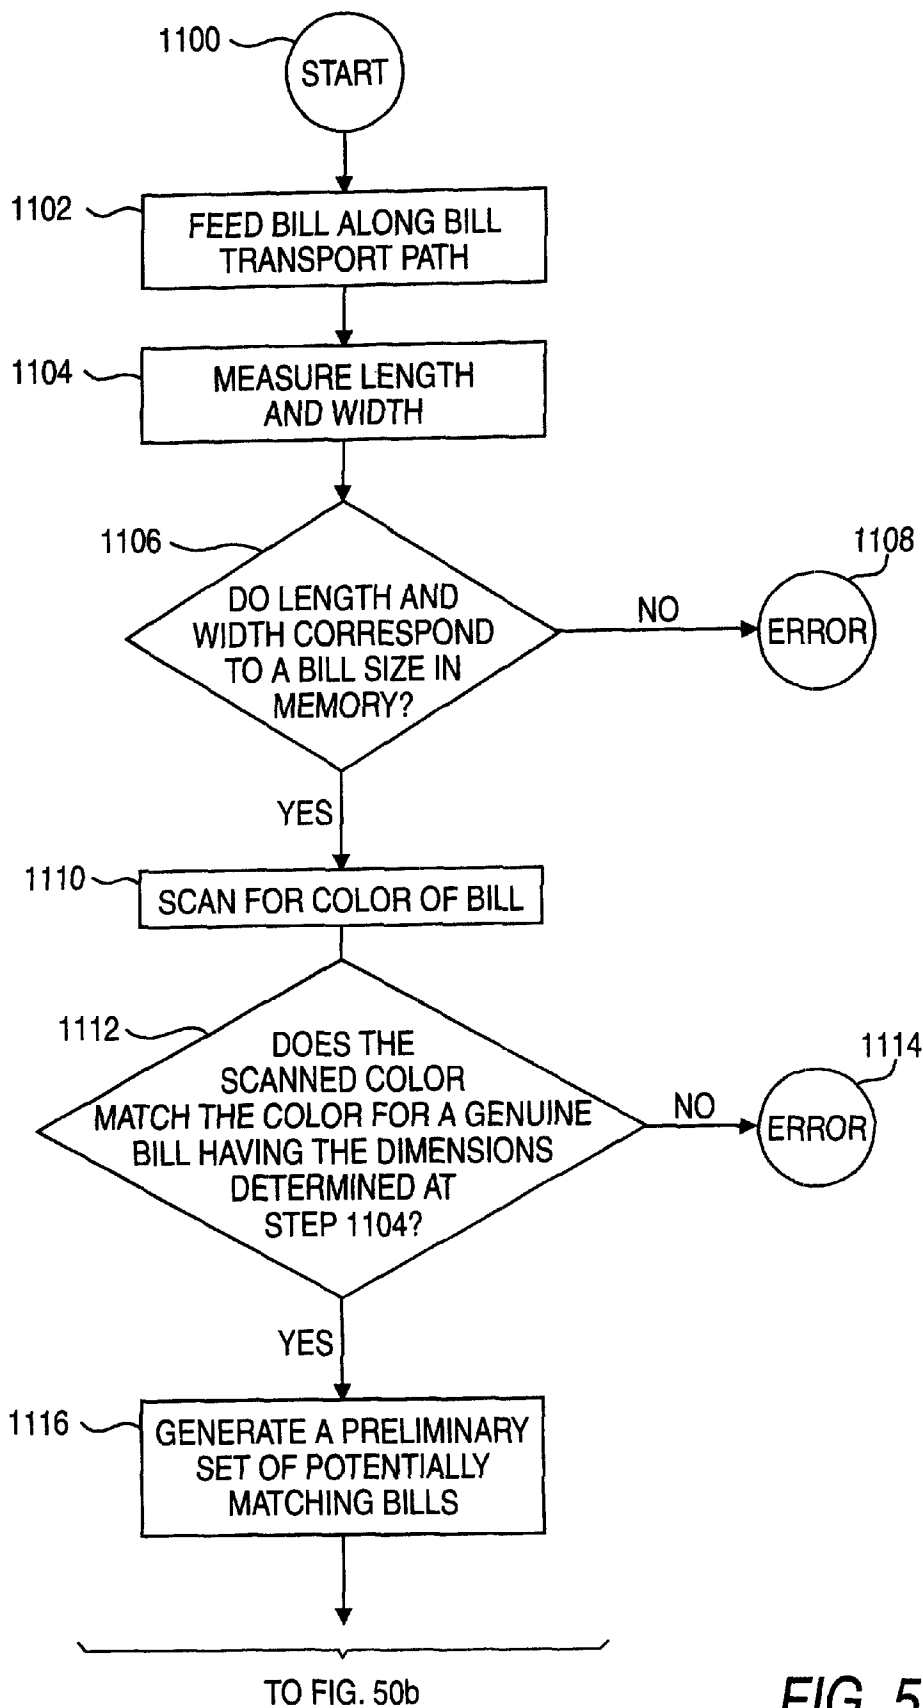 1100
START
1102
FEED BILL ALONG BILL
TRANSPORT PATH
1104
MEASURE LENGTH
AND WIDTH
1106
DO LENGTH AND
WIDTH CORRESPOND
TO A BILL SIZE IN
MEMORY?
NO
1108
ERROR
YES
1110
SCAN FOR COLOR OF BILL
1112
DOES THE
SCANNED COLOR
MATCH THE COLOR FOR A GENUINE
BILL HAVING THE DIMENSIONS
DETERMINED AT
STEP 1104?
NO
1114
ERROR
YES
1116
GENERATE A PRELIMINARY
SET OF POTENTIALLY
MATCHING BILLS
TO FIG. 50b
FIG. 5